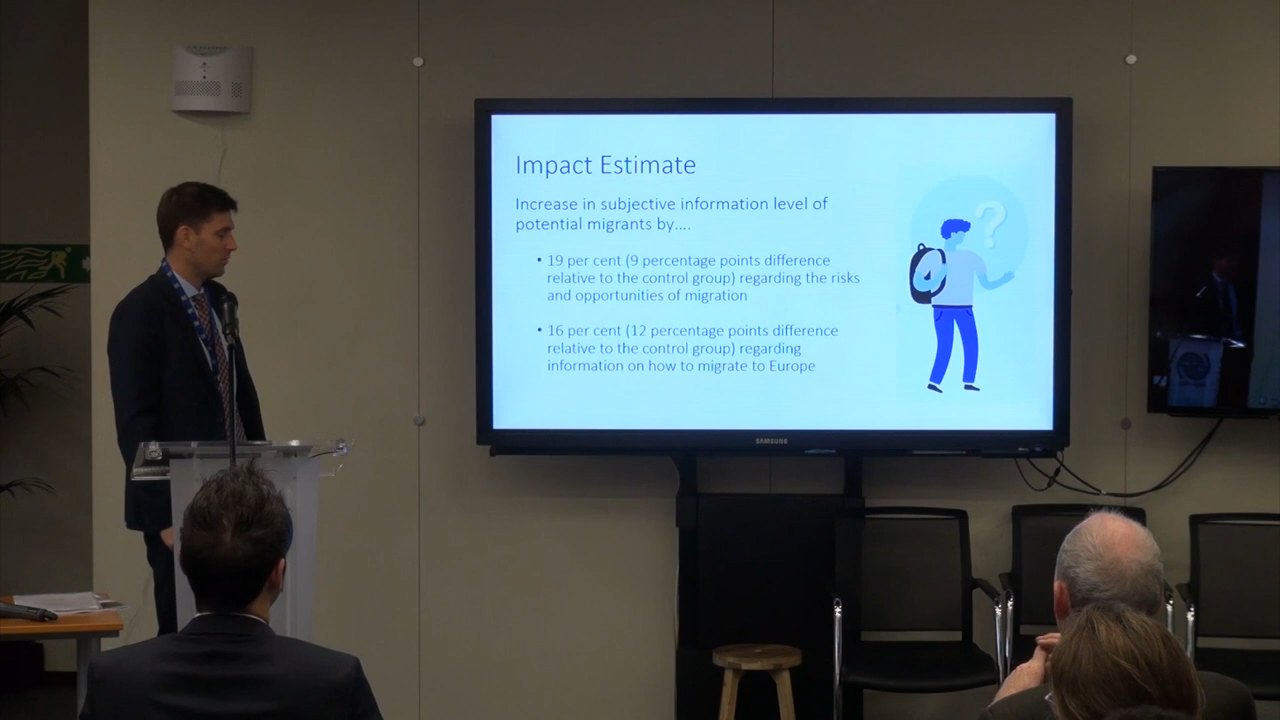 Impact Estimate
Increase in subjective information level of
potential migrants by....
• 19 per cent (9 percentage points difference
relative to the control group) regarding the risks
and opportunities of migration
• 16 per cent (12 percentage points difference
relative to the control group) regarding
information on how to migrate to Europe
?
SAMSUNG